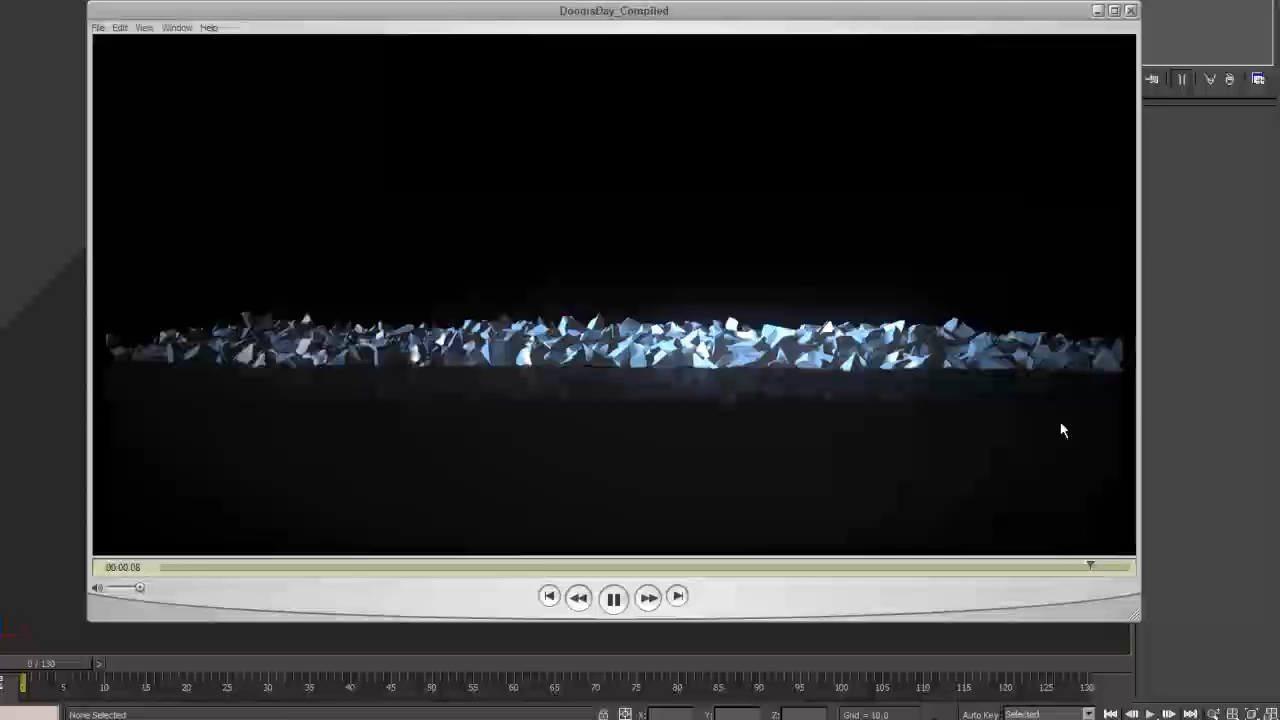 DoomsDay_Compiled
File Edit View Window Help
00:00:08
0 / 130 >
5 10 15 20 25 30 35 40 45 50 55 60 65 70 75 80 85 90 95 100 105 110 115 120 125 130
None Selected X: Y: Z: Grid = 10.0 Auto Key Selected